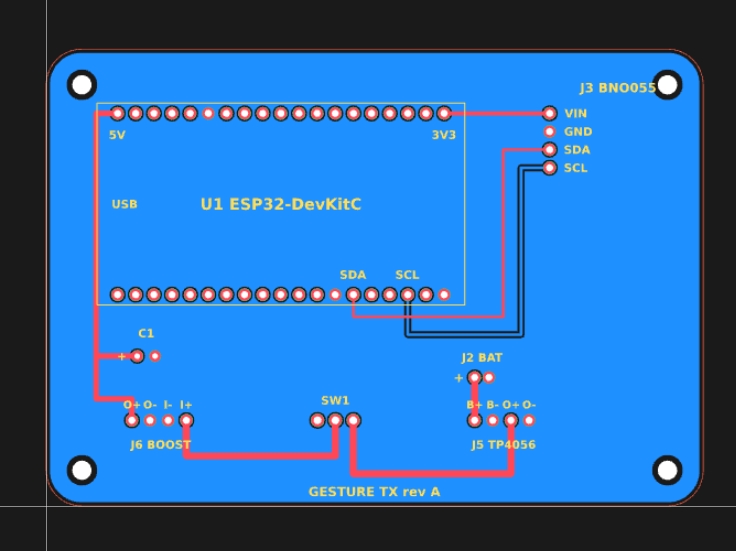 J3 BNO055
VIN
5V
3V3
GND
SDA
SCL
USB
U1 ESP32-DevKitC
SDA
SCL
C1
+
J2 BAT
+
SW1
O+ O- I- I+
B+ B- O+ O-
J6 BOOST
J5 TP4056
GESTURE TX rev A